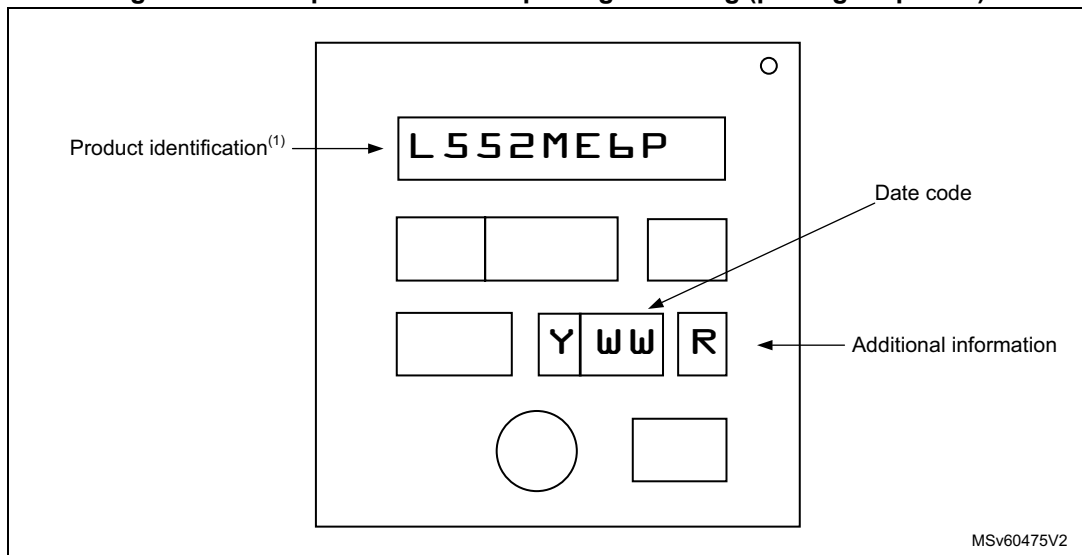 Product identification(1)
L552ME6P
Date code
Y WW R
Additional information
MSv60475V2